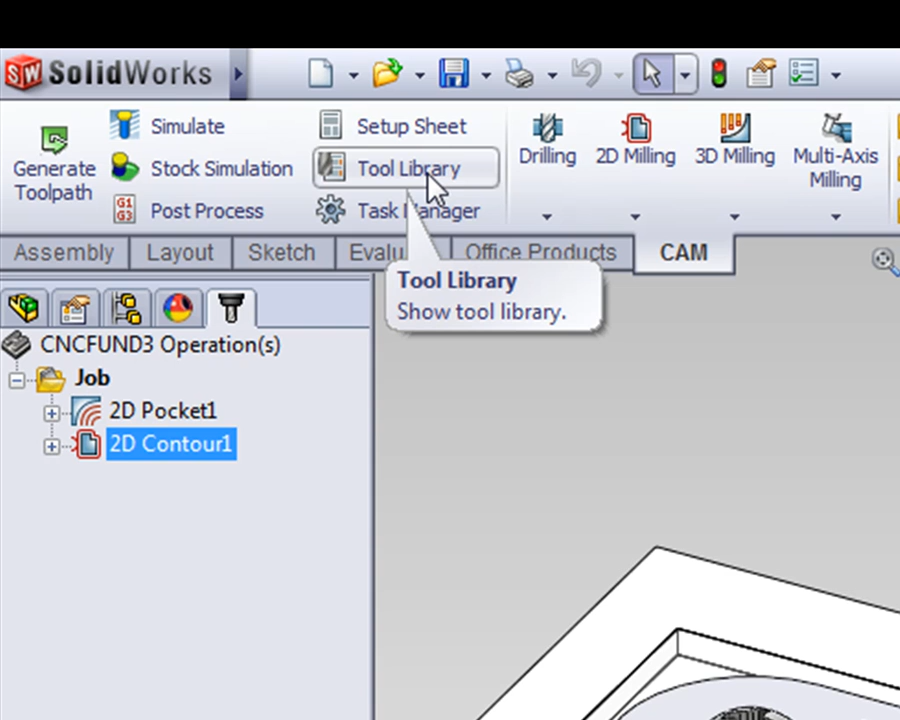 SolidWorks
Generate
Toolpath
Simulate
Stock Simulation
G1
G3
Post Process
Setup Sheet
Tool Library
Task Manager
Drilling
2D Milling
3D Milling
Multi-Axis
Milling
Assembly
Layout
Sketch
Evalu
Office Products
CAM
Tool Library
Show tool library.
CNCFUND3 Operation(s)
Job
2D Pocket1
2D Contour1